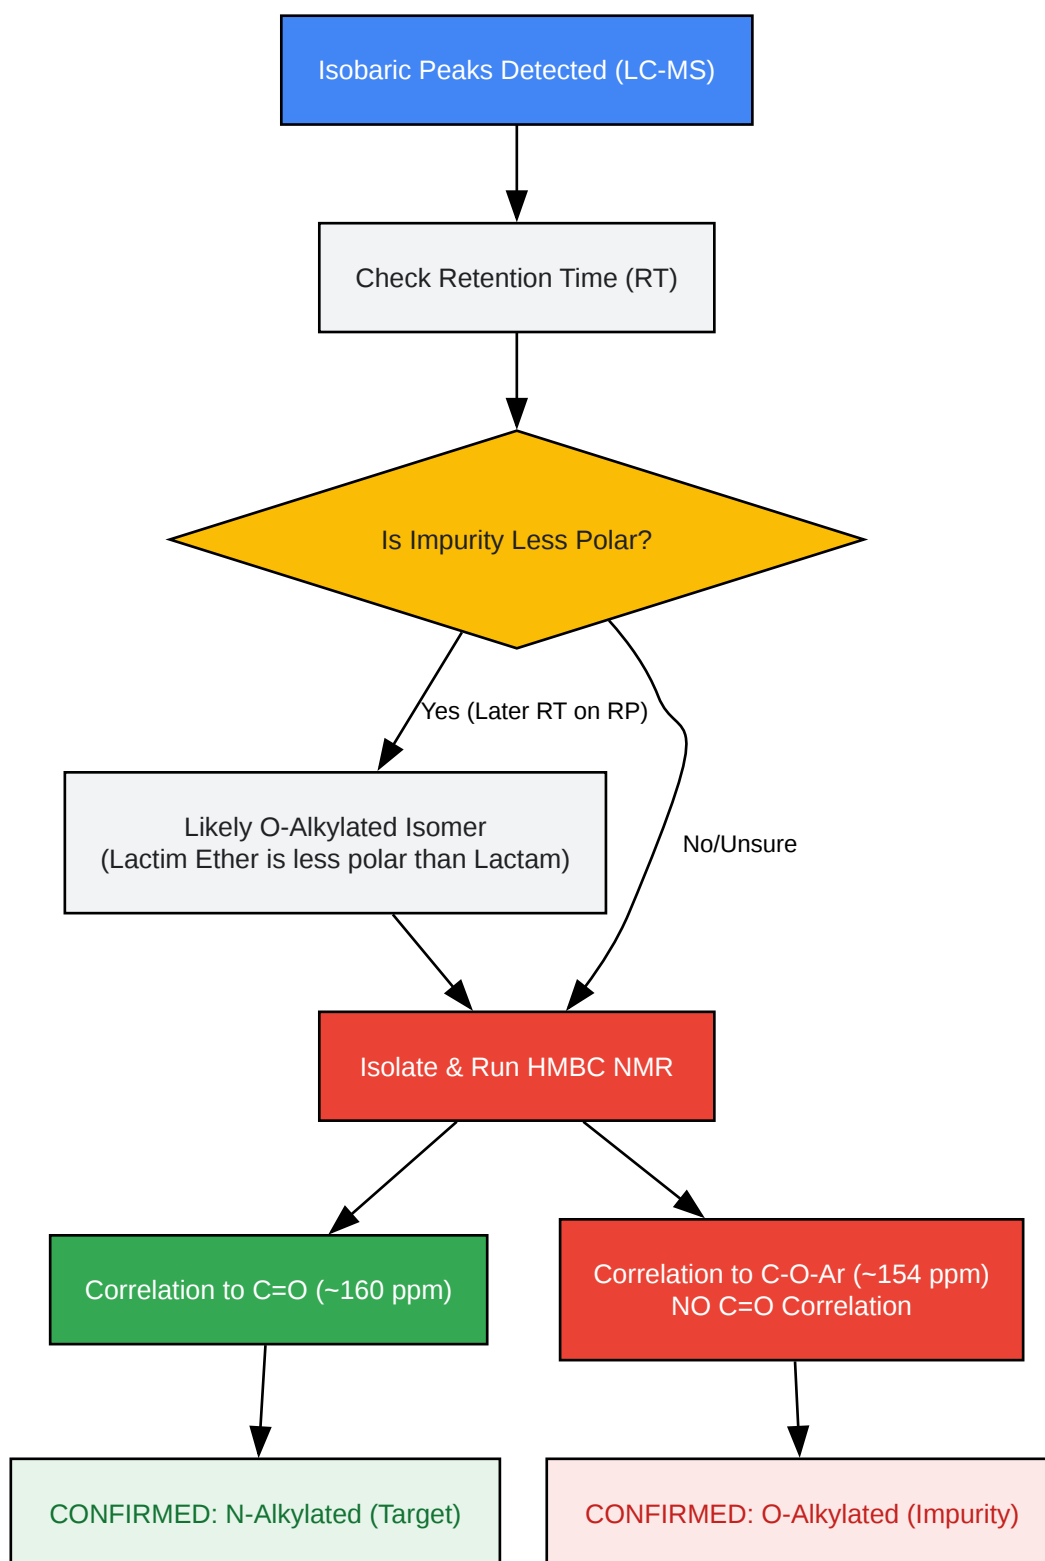 Isobaric Peaks Detected (LC-MS)
Check Retention Time (RT)
Is Impurity Less Polar?
Yes (Later RT on RP)
Likely O-Alkylated Isomer
(Lactim Ether is less polar than Lactam)
No/Unsure
Isolate & Run HMBC NMR
Correlation to C=O (~160 ppm)
Correlation to C-O-Ar (~154 ppm)
NO C=O Correlation
CONFIRMED: N-Alkylated (Target)
CONFIRMED: O-Alkylated (Impurity)